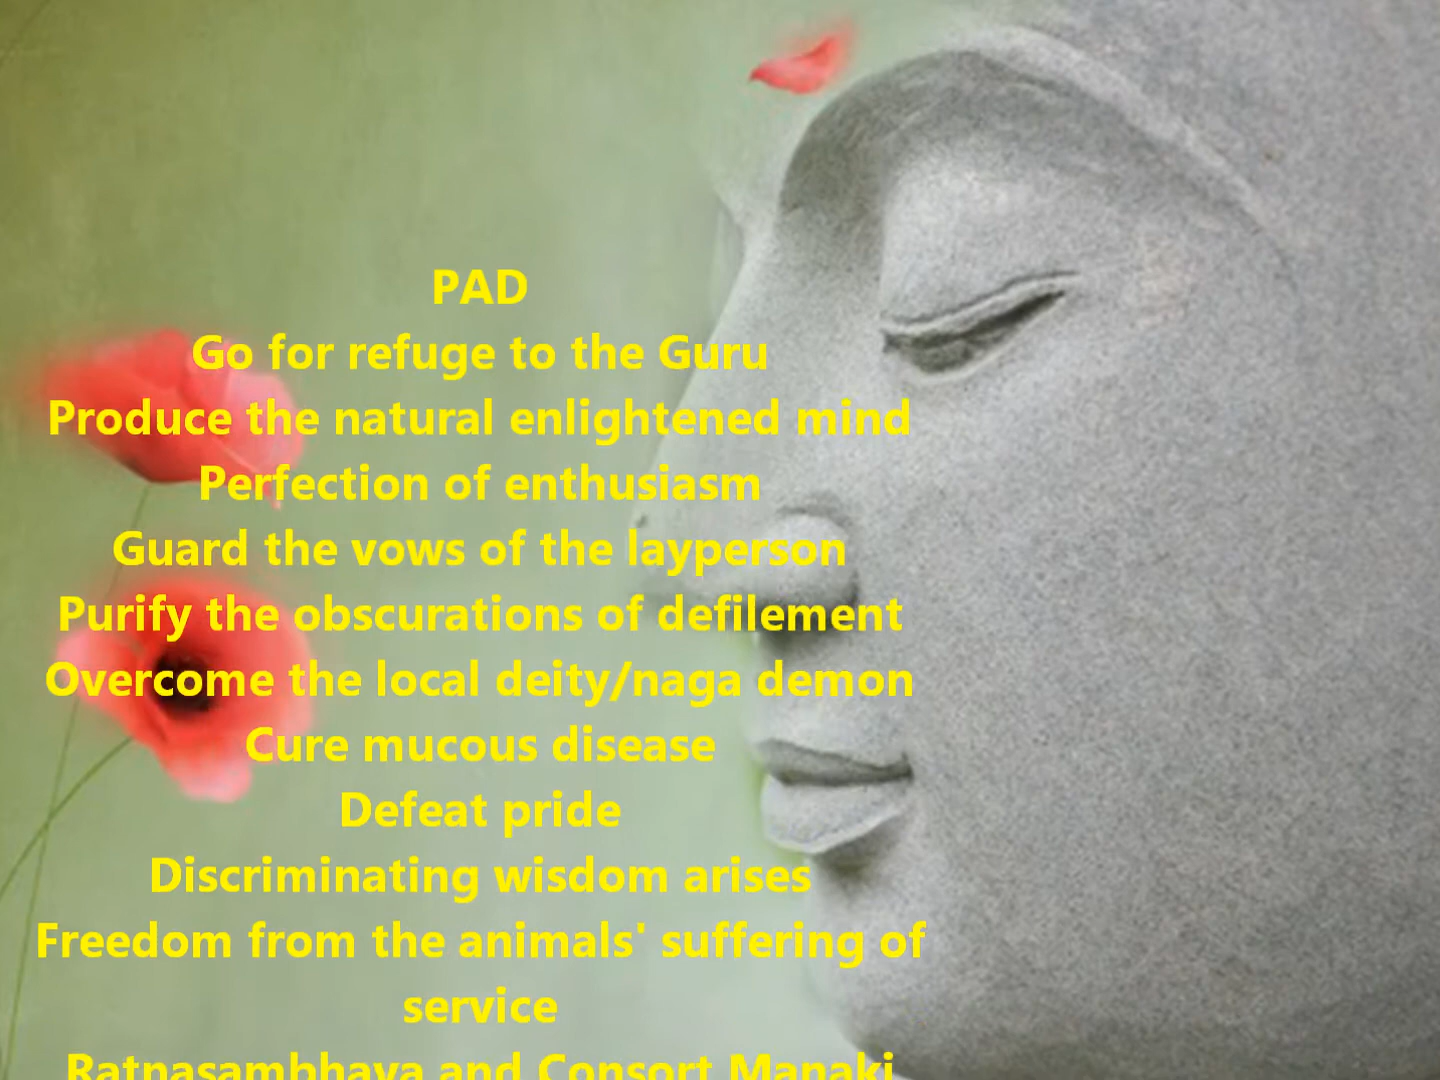 PAD
Go for refuge to the Guru
Produce the natural enlightened mind
Perfection of enthusiasm
Guard the vows of the layperson
Purify the obscurations of defilement
Overcome the local deity/naga demon
Cure mucous disease
Defeat pride
Discriminating wisdom arises
Freedom from the animals' suffering of
service
Ratnasambhava and Consort Manaki